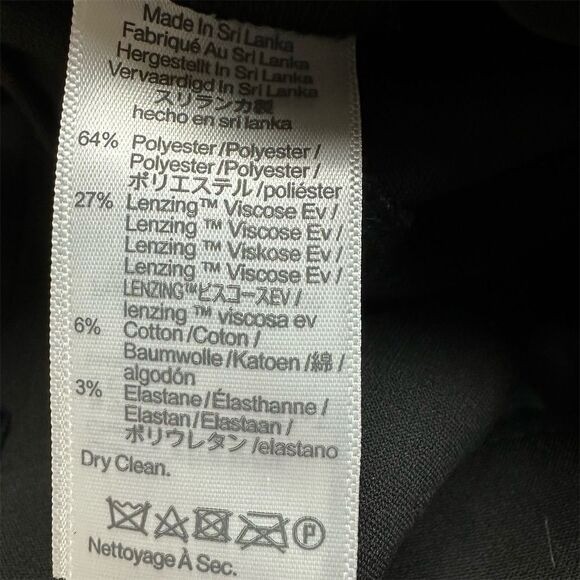 Made In Sri Lanka
Fabriqué Au Sri Lanka
Hergestellt In Sri Lanka
Vervaardigd In Sri Lanka
スリランカ製
hecho en sri lanka
64% Polyester/Polyester/
Polyester/Polyester/
ポリエステル/poliéster
27% Lenzing™ Viscose Ev/
Lenzing™ Viscose Ev/
Lenzing™ Viskose Ev/
Lenzing ™ Viscose Ev/
LENZING™ビスコースEV/
lenzing ™ viscosa ev
6% Cotton/Coton/
Baumwolle/Katoen/綿/
algodón
3% Elastane/Élasthanne/
Elastan/Elastaan/
ポリウレタン/elastano
Dry Clean.
P
Nettoyage À Sec.